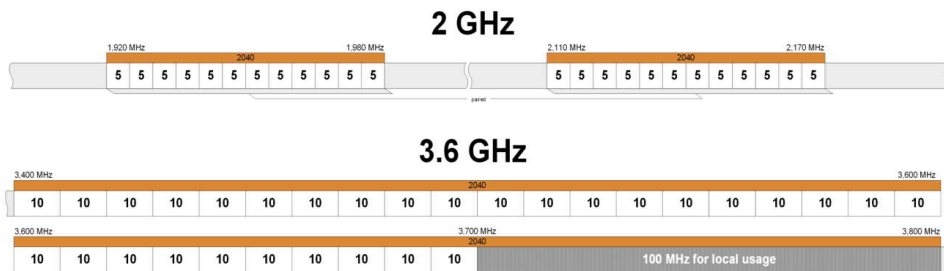 2 GHz
1,920 MHz 1,980 MHz 2,110 MHz 2,170 MHz
2040 2040
5 5 5 5 5 5 5 5 5 5 5 5 5 5 5 5 5 5 5 5 5 5 5 5
paired
3.6 GHz
3,400 MHz 3,600 MHz
2040
10 10 10 10 10 10 10 10 10 10 10 10 10 10 10 10 10 10 10 10
3,600 MHz 3,700 MHz 3,800 MHz
2040
10 10 10 10 10 10 10 10 10 10 100 MHz for local usage